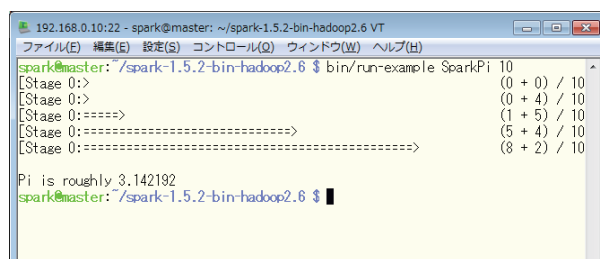 192.168.0.10:22 - spark@master: ~/spark-1.5.2-bin-hadoop2.6 VT
ファイル(F) 編集(E) 設定(S) コントロール(O) ウィンドウ(W) ヘルプ(H)
spark@master:~/spark-1.5.2-bin-hadoop2.6 $ bin/run-example SparkPi 10
[Stage 0:> (0 + 0) / 10
[Stage 0:> (0 + 4) / 10
[Stage 0:=====> (1 + 5) / 10
[Stage 0:=============================> (5 + 4) / 10
[Stage 0:==============================================> (8 + 2) / 10
Pi is roughly 3.142192
spark@master:~/spark-1.5.2-bin-hadoop2.6 $